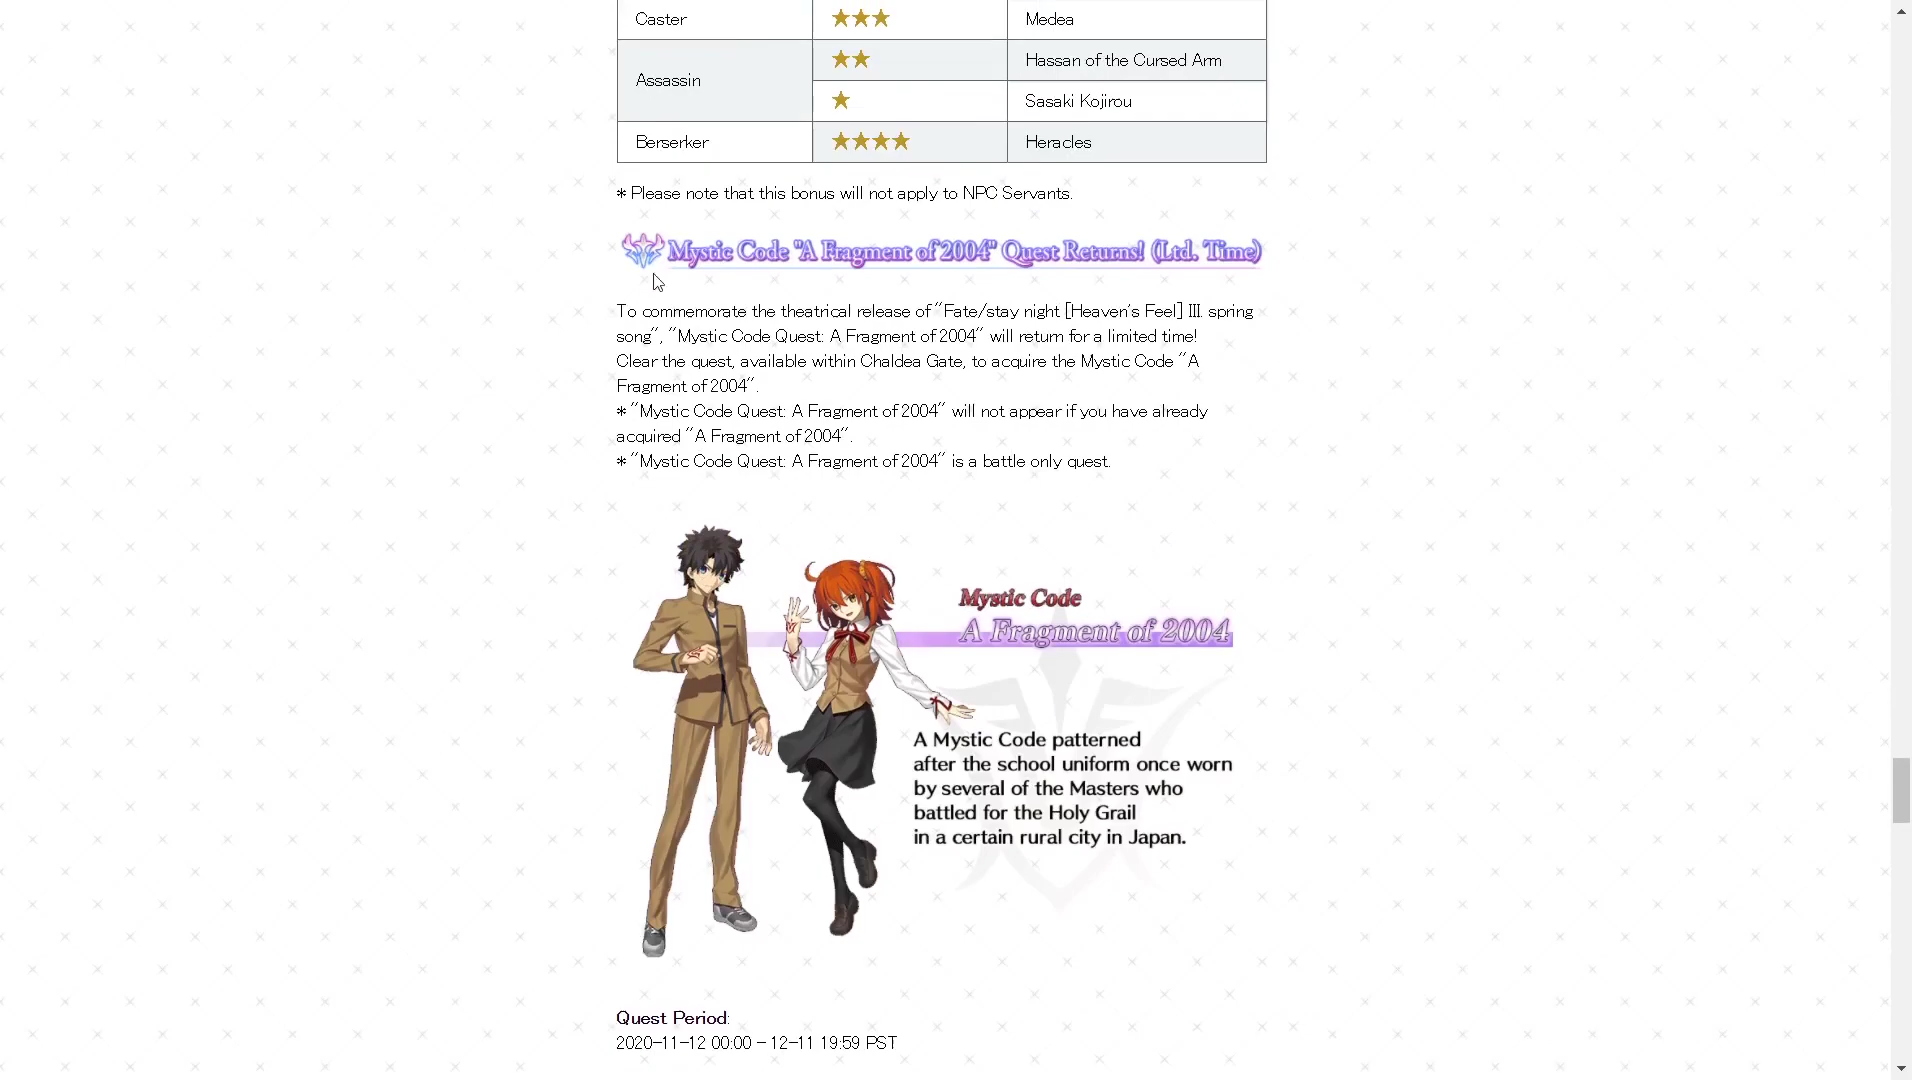 Caster ★★★ Medea
Assassin ★★ Hassan of the Cursed Arm
★ Sasaki Kojirou
Berserker ★★★★ Heracles
* Please note that this bonus will not apply to NPC Servants.
Mystic Code "A Fragment of 2004" Quest Returns! (Ltd. Time)
To commemorate the theatrical release of "Fate/stay night [Heaven's Feel] III. spring
song", "Mystic Code Quest: A Fragment of 2004" will return for a limited time!
Clear the quest, available within Chaldea Gate, to acquire the Mystic Code "A
Fragment of 2004".
* "Mystic Code Quest: A Fragment of 2004" will not appear if you have already
acquired "A Fragment of 2004".
* "Mystic Code Quest: A Fragment of 2004" is a battle only quest.
Mystic Code
A Fragment of 2004
A Mystic Code patterned
after the school uniform once worn
by several of the Masters who
battled for the Holy Grail
in a certain rural city in Japan.
Quest Period:
2020-11-12 00:00 - 12-11 19:59 PST